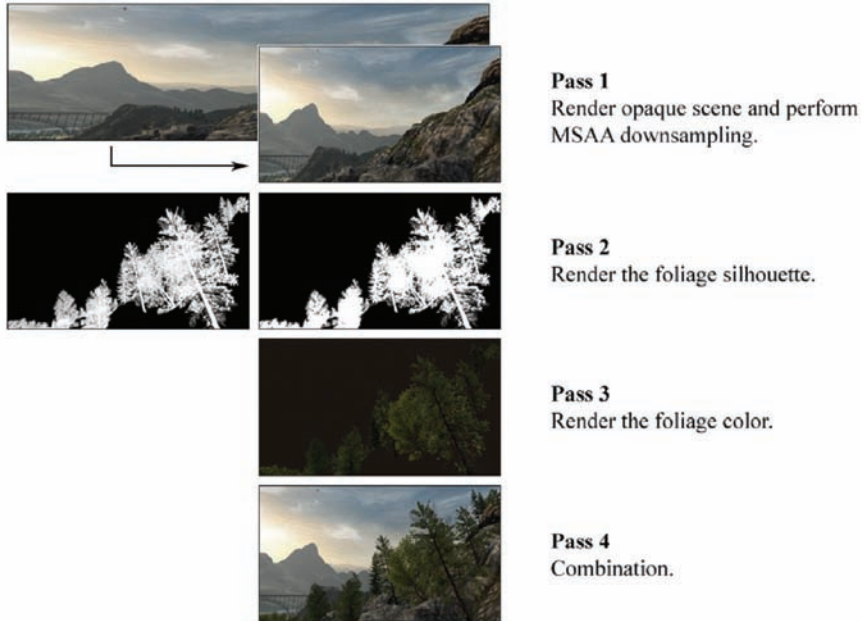 Pass 1
Render opaque scene and perform
MSAA downsampling.
Pass 2
Render the foliage silhouette.
Pass 3
Render the foliage color.
Pass 4
Combination.